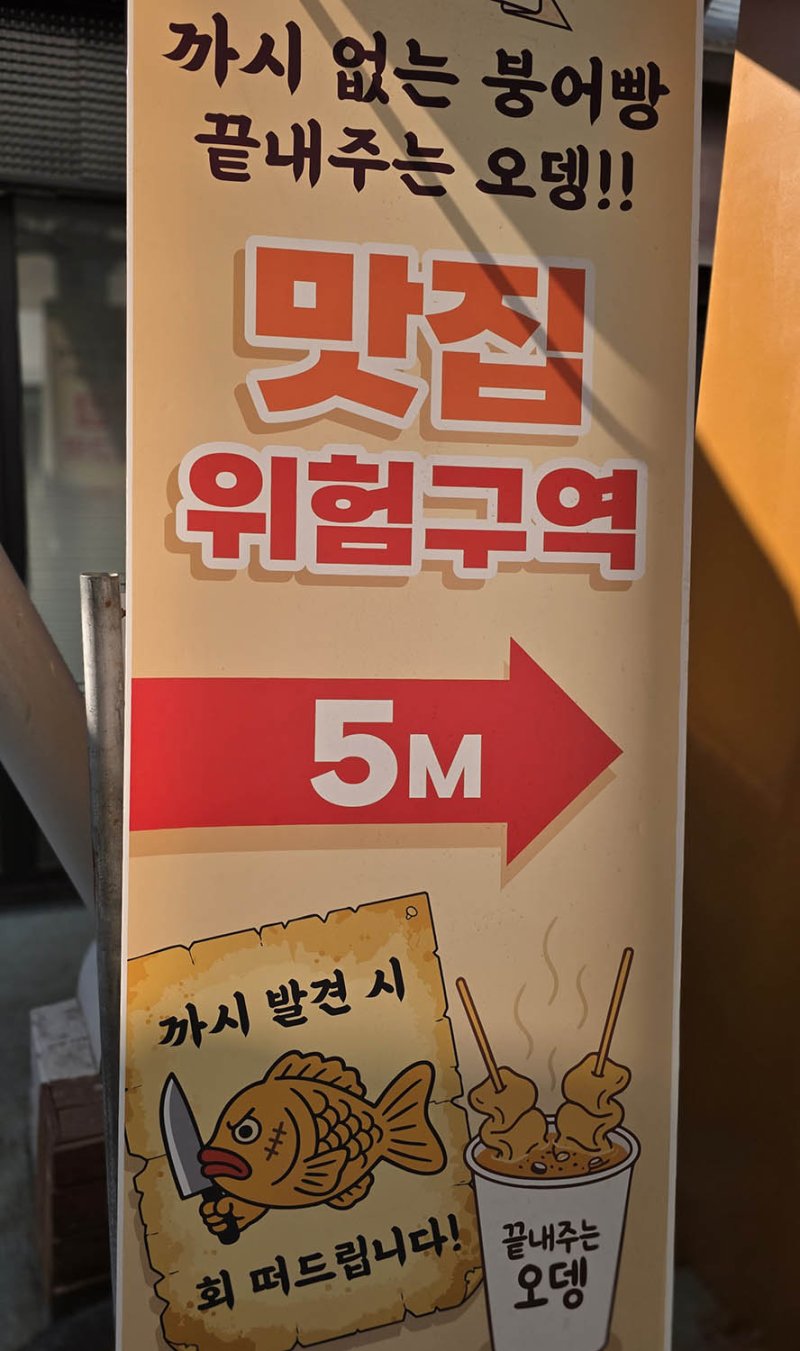 까시 없는 붕어빵
끝내주는 오뎅!!
맛집
위험구역
5M
까시 발견 시
회 떠드립니다!
끝내주는
오뎅